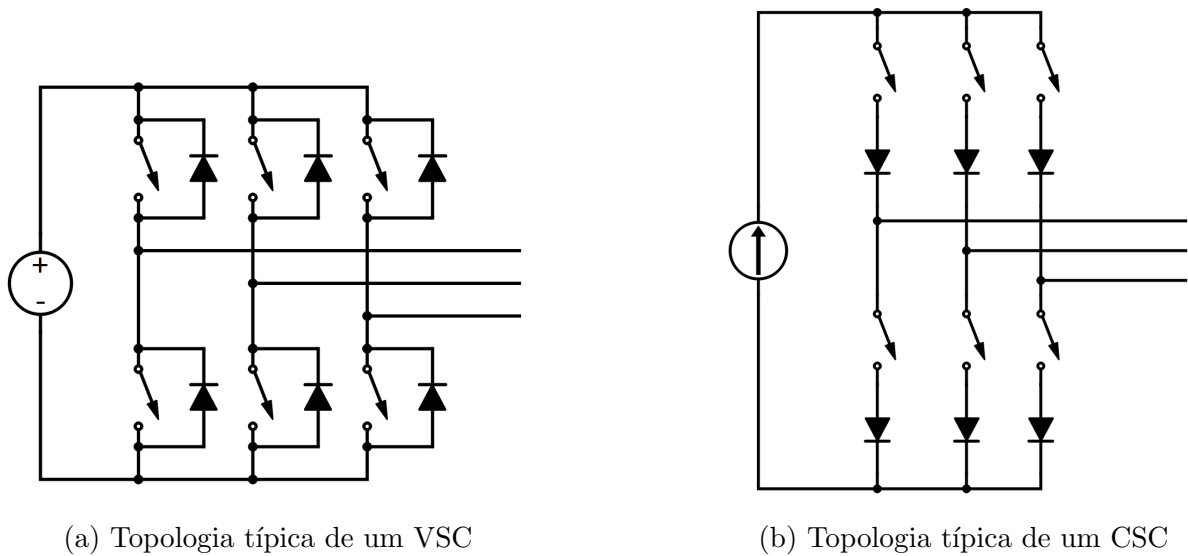 +
-
(a) Topologia típica de um VSC
(b) Topologia típica de um CSC